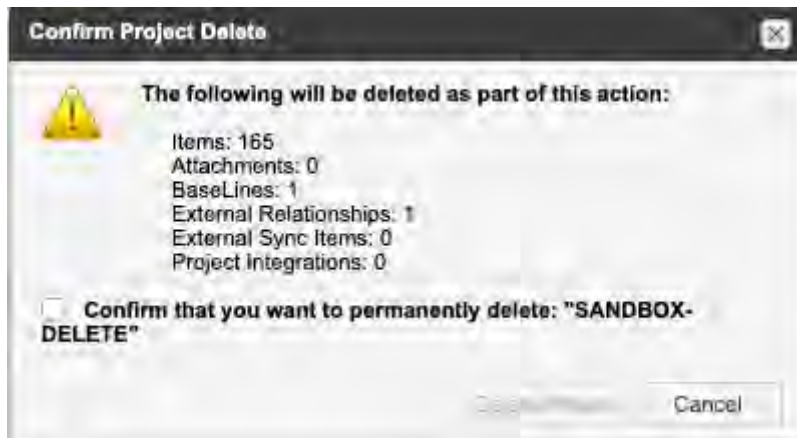 Confirm Project Delete
The following will be deleted as part of this action:
Items: 165
Attachments: 0
BaseLines: 1
External Relationships: 1
External Sync Items: 0
Project Integrations: 0
Confirm that you want to permanently delete: "SANDBOX-
DELETE"
Cancel